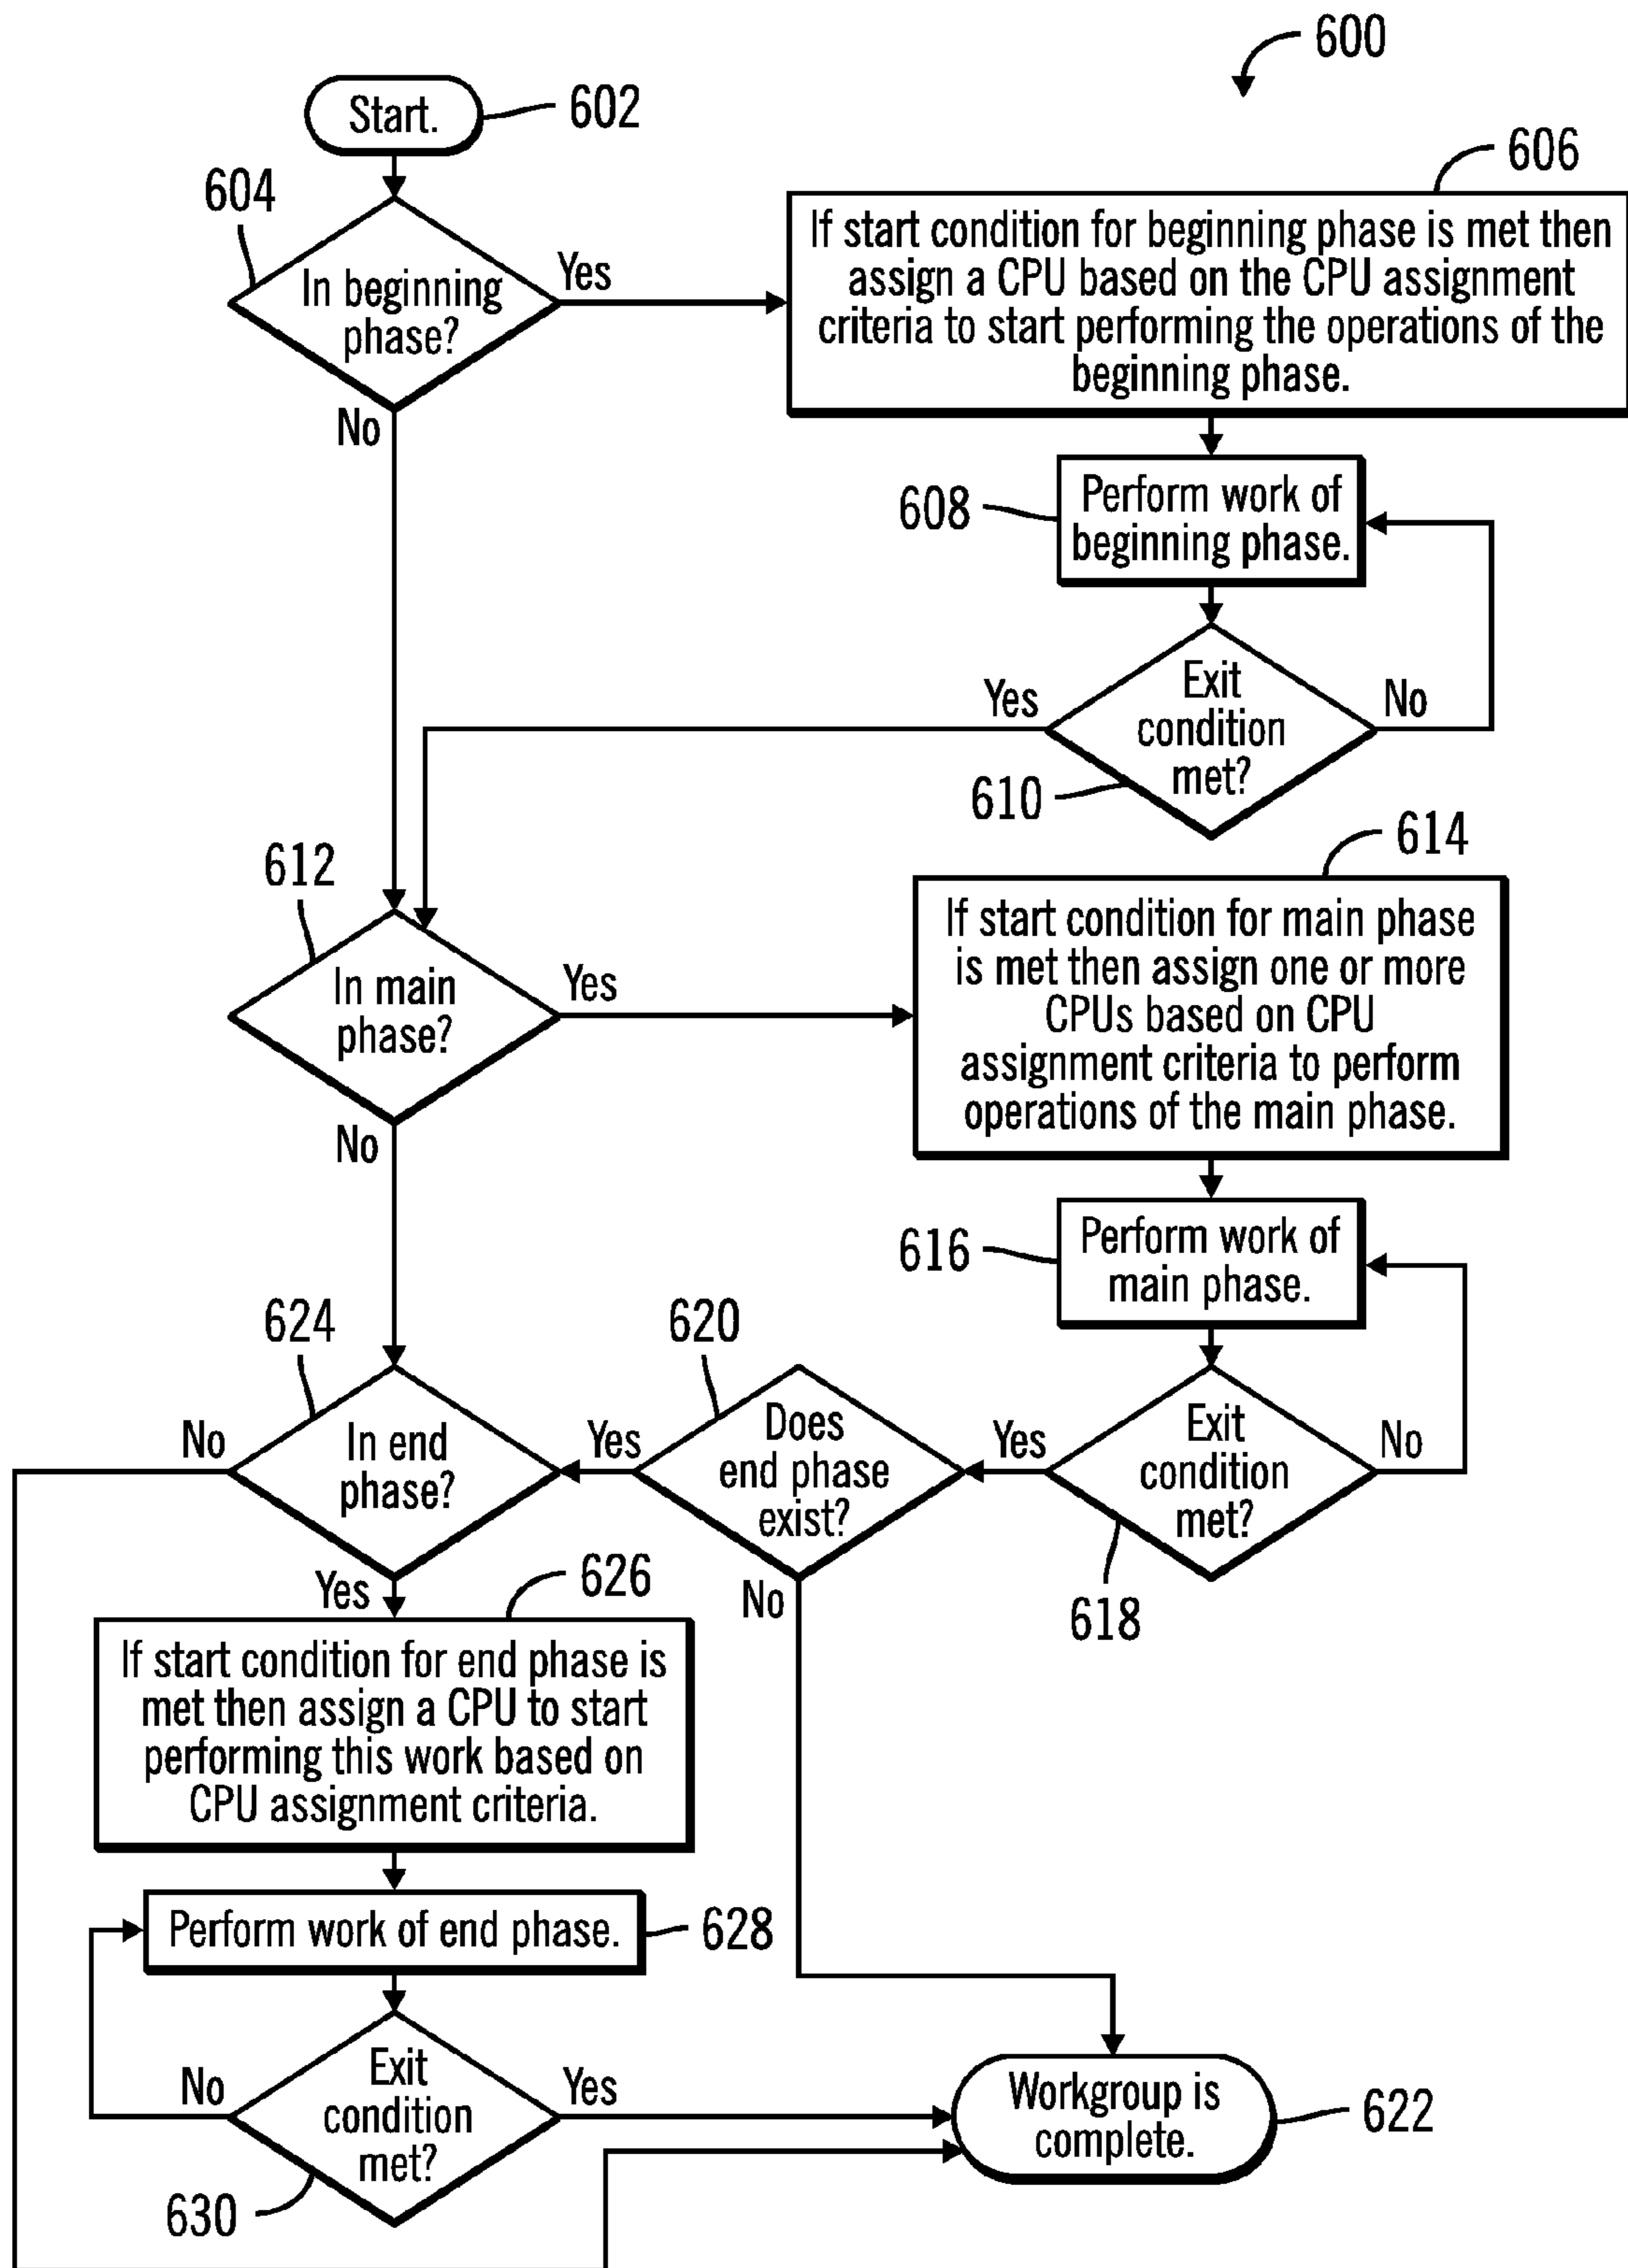 600
Start.
602
604
In beginning
phase?
Yes
No
606
If start condition for beginning phase is met then
assign a CPU based on the CPU assignment
criteria to start performing the operations of the
beginning phase.
608
Perform work of
beginning phase.
Exit
condition
met?
Yes
No
610
612
In main
phase?
Yes
No
614
If start condition for main phase
is met then assign one or more
CPUs based on CPU
assignment criteria to perform
operations of the main phase.
616
Perform work of
main phase.
Exit
condition
met?
Yes
No
618
620
Does
end phase
exist?
Yes
No
624
In end
phase?
No
Yes
626
If start condition for end phase is
met then assign a CPU to start
performing this work based on
CPU assignment criteria.
Perform work of end phase.
628
Exit
condition
met?
No
Yes
630
Workgroup is
complete.
622